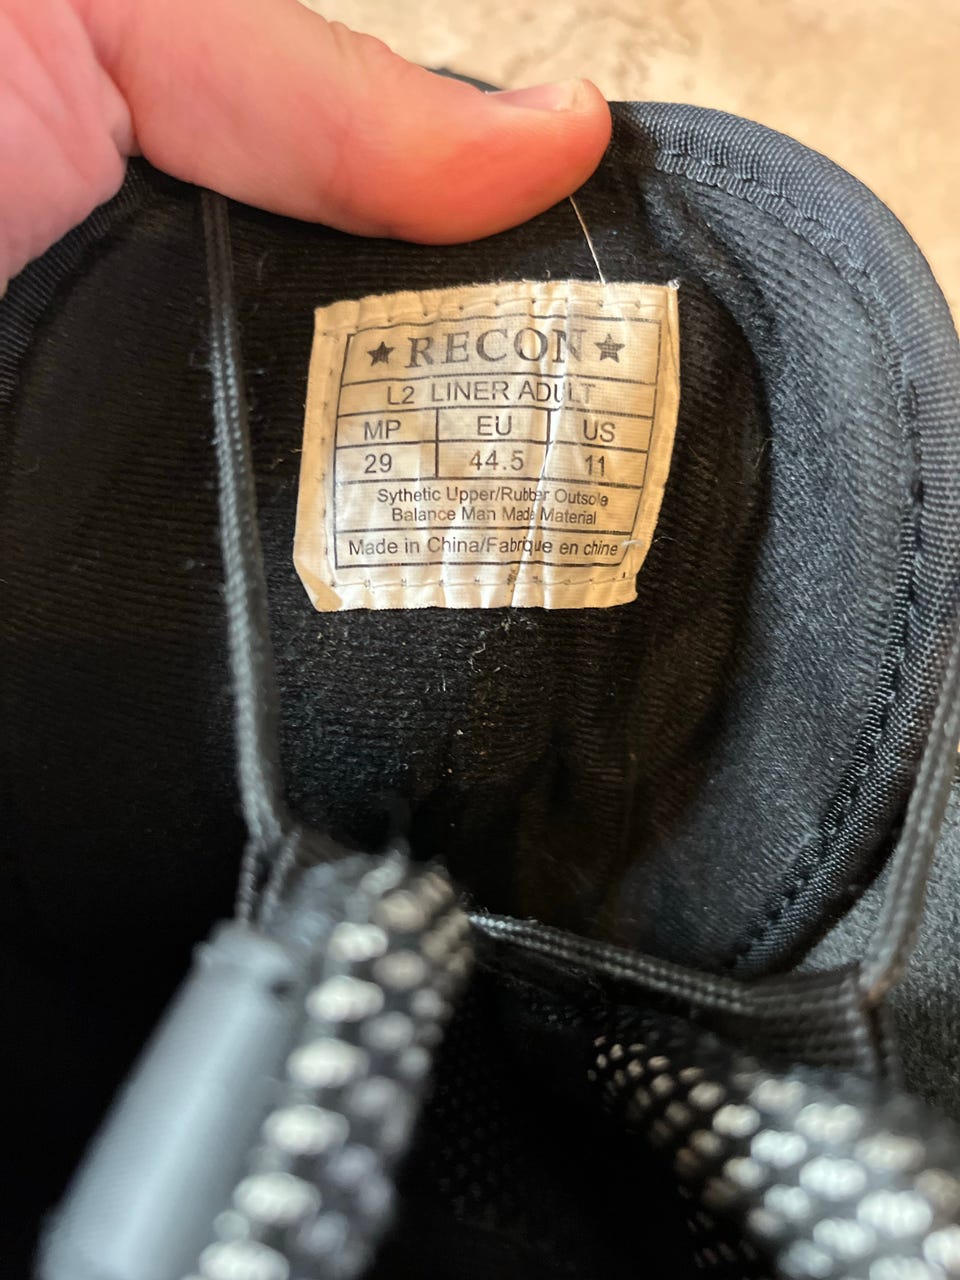 ★RECON★
L2 LINER ADULT
MP EU US
29 44.5 11
Sythetic Upper/Rubber Outsole
Balance Man Made Material
Made in China/Fabrique en chine